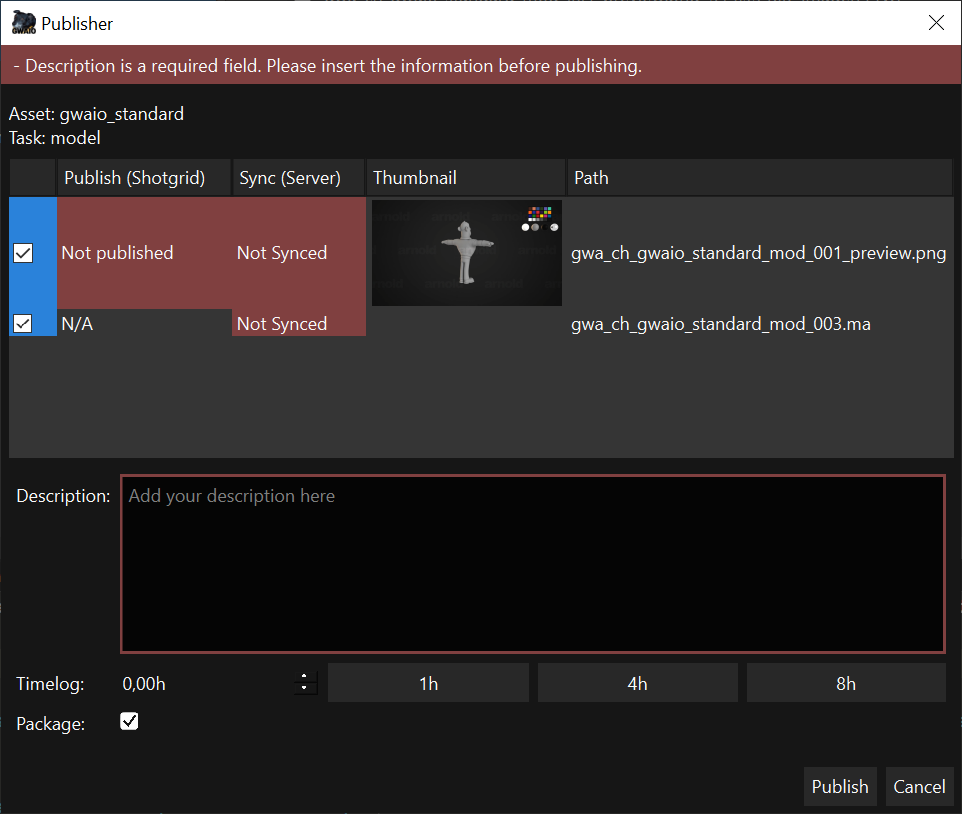 GWAIO Publisher
- Description is a required field. Please insert the information before publishing.
Asset: gwaio_standard
Task: model
Publish (Shotgrid) Sync (Server) Thumbnail Path
Not published Not Synced gwa_ch_gwaio_standard_mod_001_preview.png
N/A Not Synced gwa_ch_gwaio_standard_mod_003.ma
Description: Add your description here
Timelog: 0,00h 1h 4h 8h
Package:
Publish Cancel